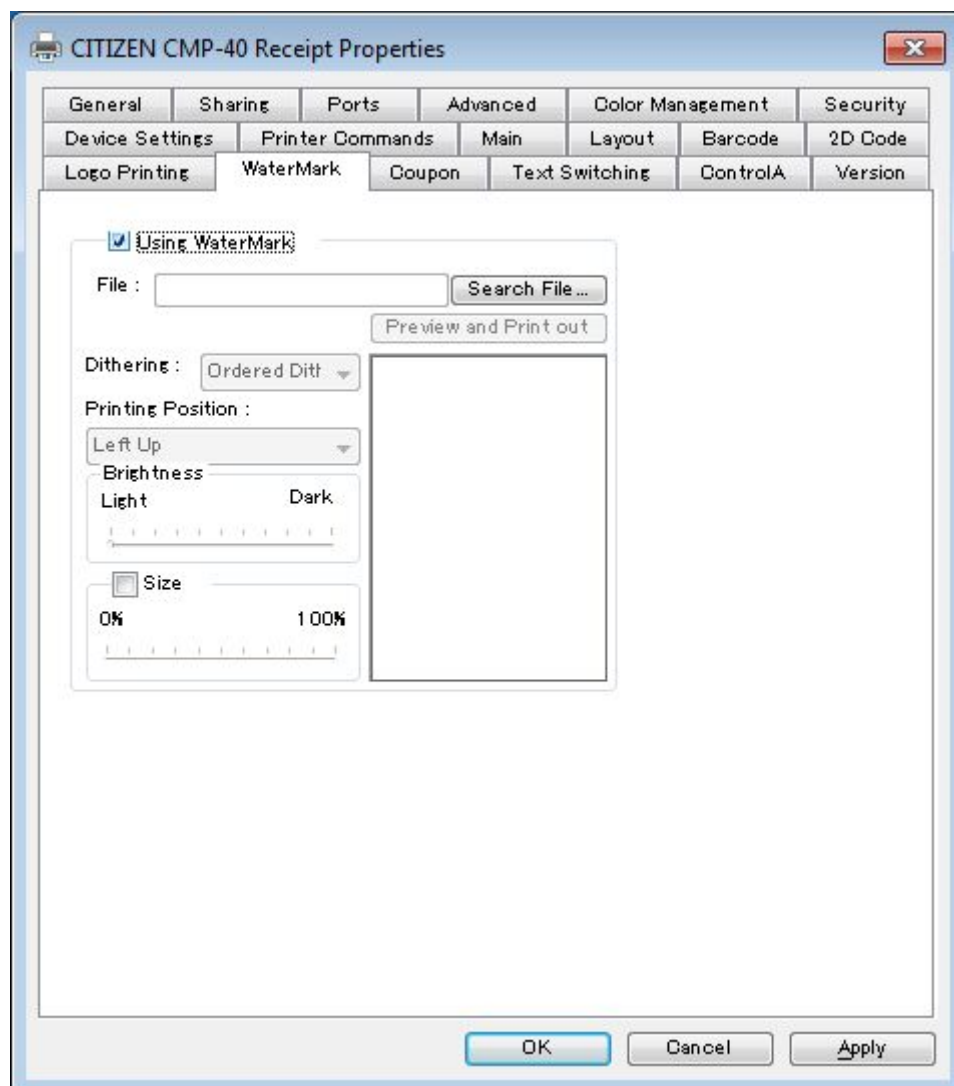 CITIZEN CMP-40 Receipt Properties
General Sharing Ports Advanced Color Management Security
Device Settings Printer Commands Main Layout Barcode 2D Code
Logo Printing WaterMark Coupon Text Switching ControlA Version
Using WaterMark
File : Search File...
Preview and Print out
Dithering : Ordered Ditl
Printing Position :
Left Up
Brightness
Light Dark
Size
0% 100%
OK Cancel Apply